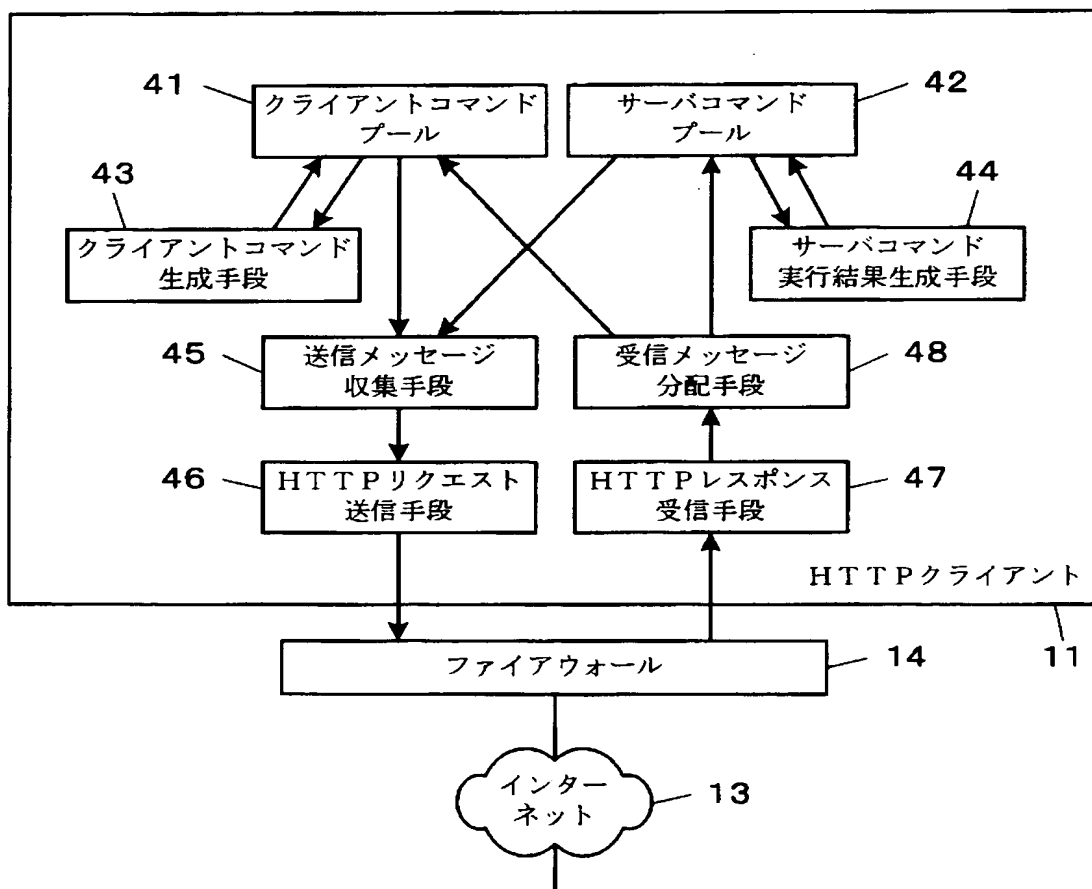 41
クライアントコマンド
プール
サーバコマンド
プール
42
43
クライアントコマンド
生成手段
44
サーバコマンド
実行結果生成手段
45
送信メッセージ
収集手段
受信メッセージ
分配手段
48
46
HTTPリクエスト
送信手段
HTTPレスポンス
受信手段
47
HTTPクライアント
11
ファイアウォール
14
インター
ネット
13